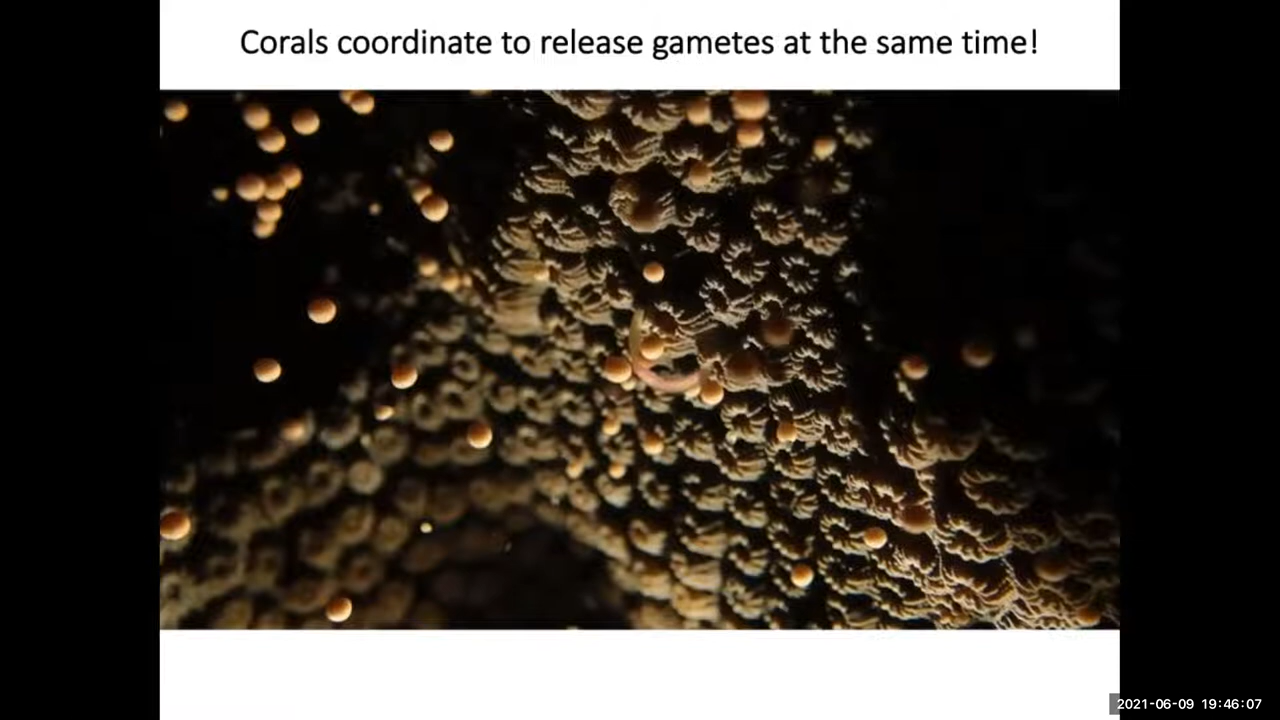 Corals coordinate to release gametes at the same time!
2021-06-09 19:46:07